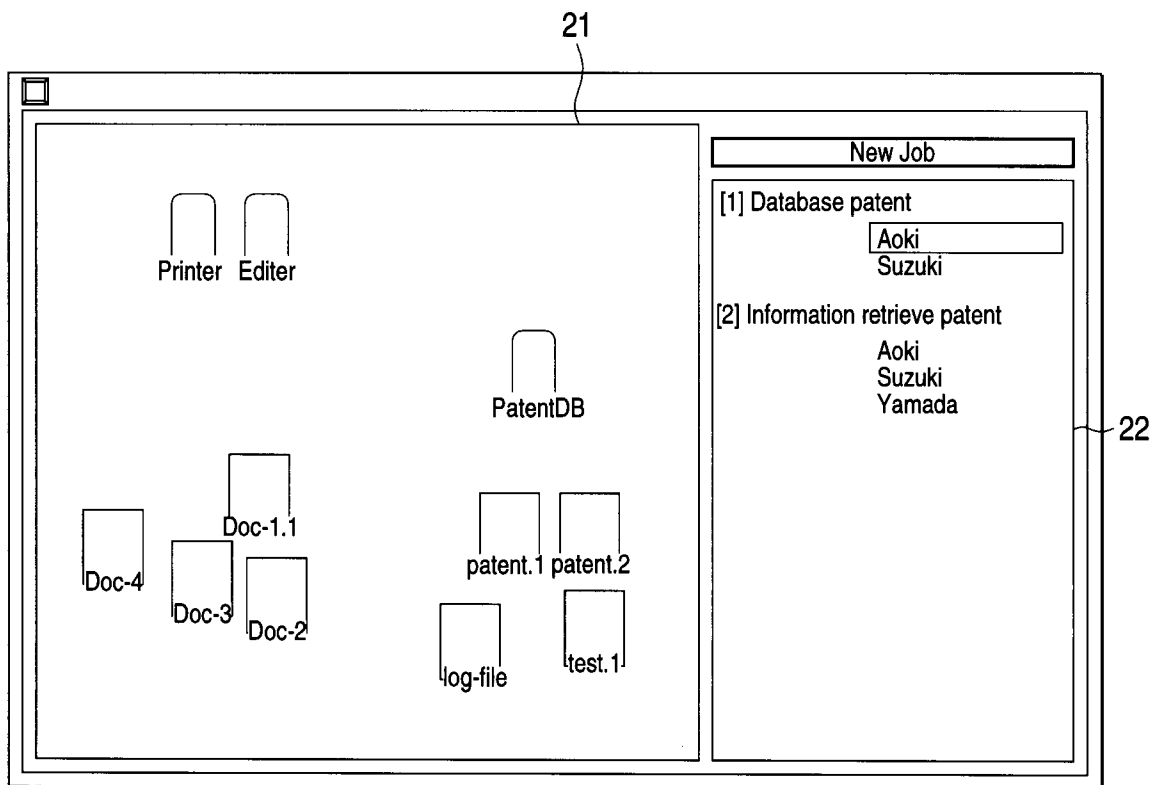 21
New Job
[1] Database patent
Aoki
Suzuki
[2] Information retrieve patent
Aoki
Suzuki
Yamada
22
Printer Editer
PatentDB
Doc-1.1
Doc-4
Doc-3
Doc-2
patent.1 patent.2
log-file
test.1